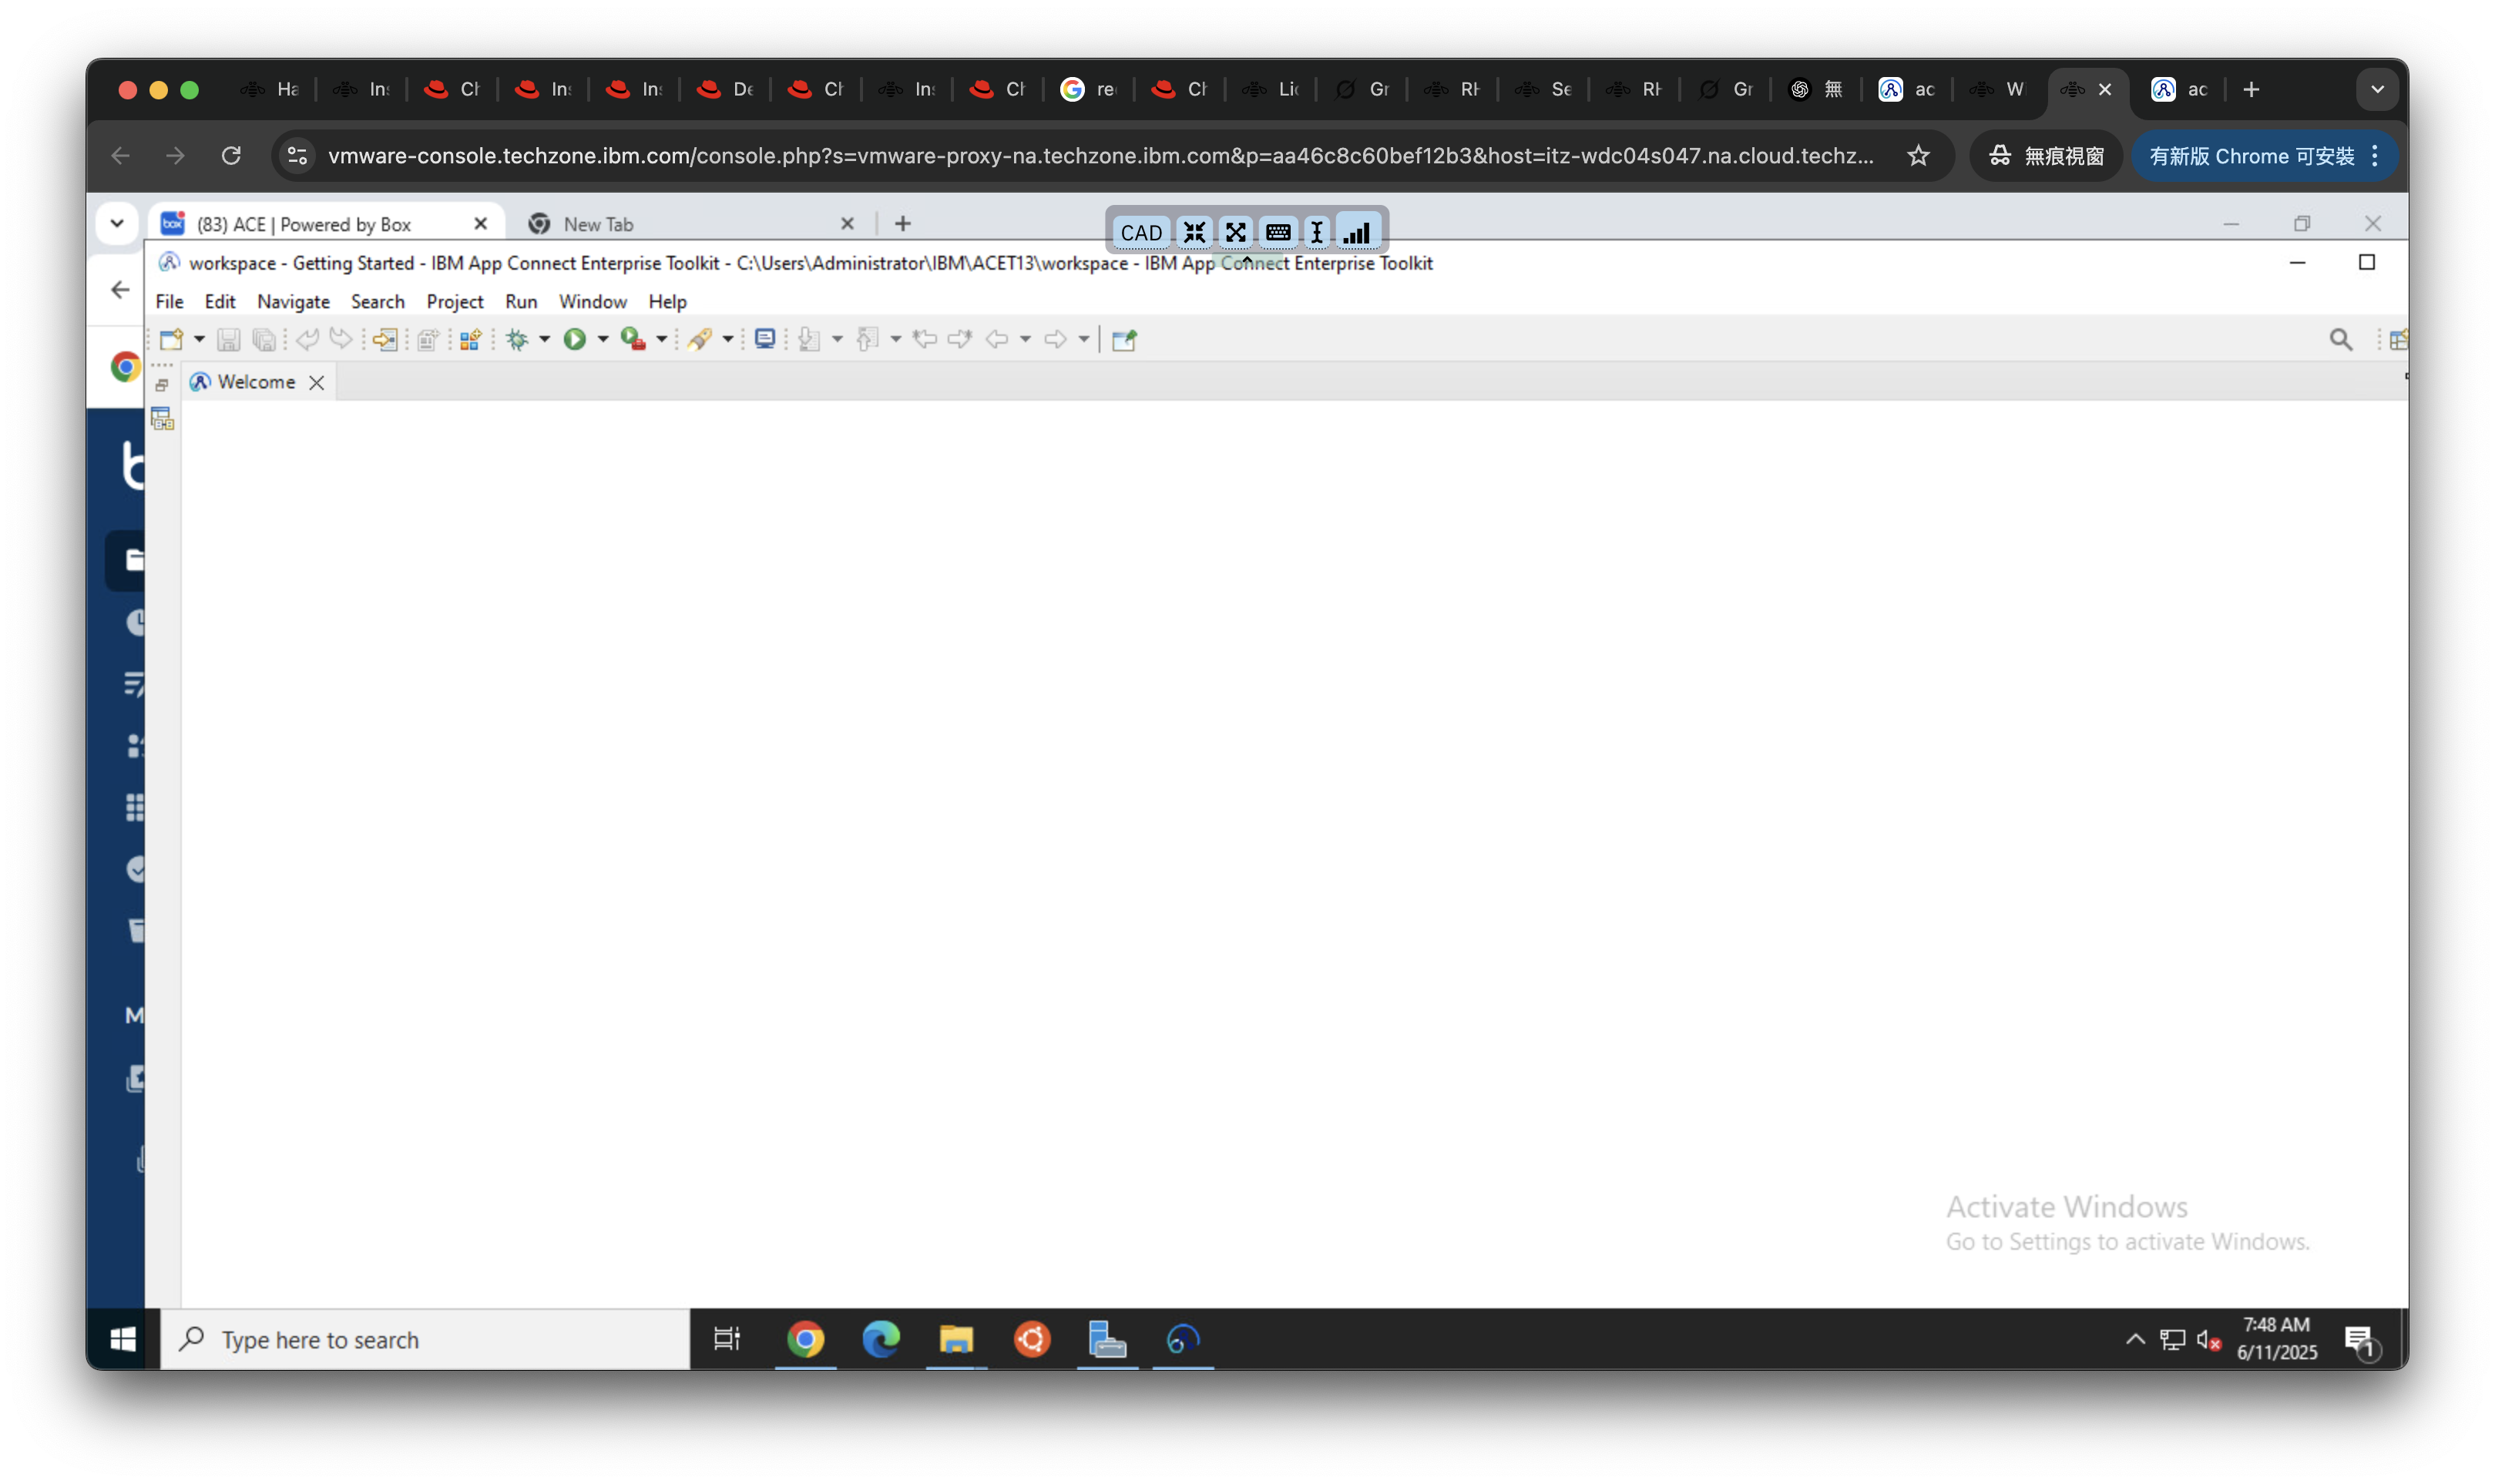 Ha In: Ch In: In: De Ch In: Ch re Ch Lic Gr RH Se RH Gr 無 ac W ac
vmware-console.techzone.ibm.com/console.php?s=vmware-proxy-na.techzone.ibm.com&p=aa46c8c60bef12b3&host=itz-wdc04s047.na.cloud.techz... 無痕視窗 有新版 Chrome 可安裝
box (83) ACE | Powered by Box New Tab
CAD
workspace - Getting Started - IBM App Connect Enterprise Toolkit - C:\Users\Administrator\IBM\ACET13\workspace - IBM App Connect Enterprise Toolkit
File Edit Navigate Search Project Run Window Help
Welcome
b
M
Activate Windows
Go to Settings to activate Windows.
Type here to search
7:48 AM
6/11/2025
1